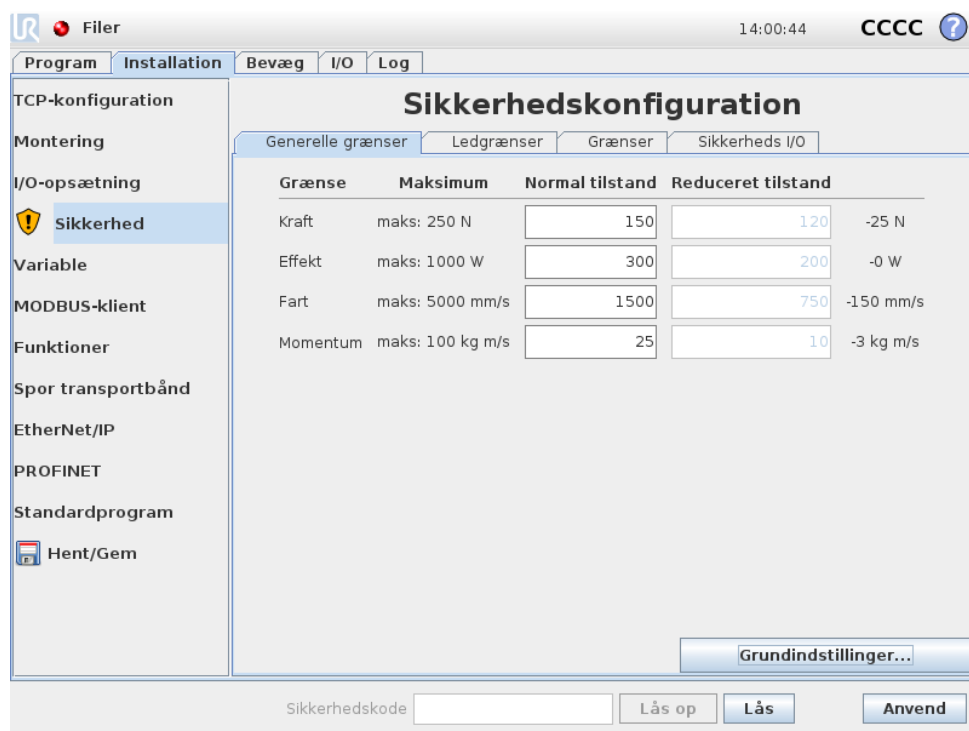 UR Filer 14:00:44 CCCC ?
Program Installation Bevæg I/O Log
TCP-konfiguration
Montering
I/O-opsætning
Sikkerhed
Variable
MODBUS-klient
Funktioner
Spor transportbånd
EtherNet/IP
PROFINET
Standardprogram
Hent/Gem
Sikkerhedskonfiguration
Generelle grænser Ledgrænser Grænser Sikkerheds I/O
Grænse Maksimum Normal tilstand Reduceret tilstand
Kraft maks: 250 N 150 120 -25 N
Effekt maks: 1000 W 300 200 -0 W
Fart maks: 5000 mm/s 1500 750 -150 mm/s
Momentum maks: 100 kg m/s 25 10 -3 kg m/s
Grundindstillinger...
Sikkerhedskode Lås op Lås Anvend